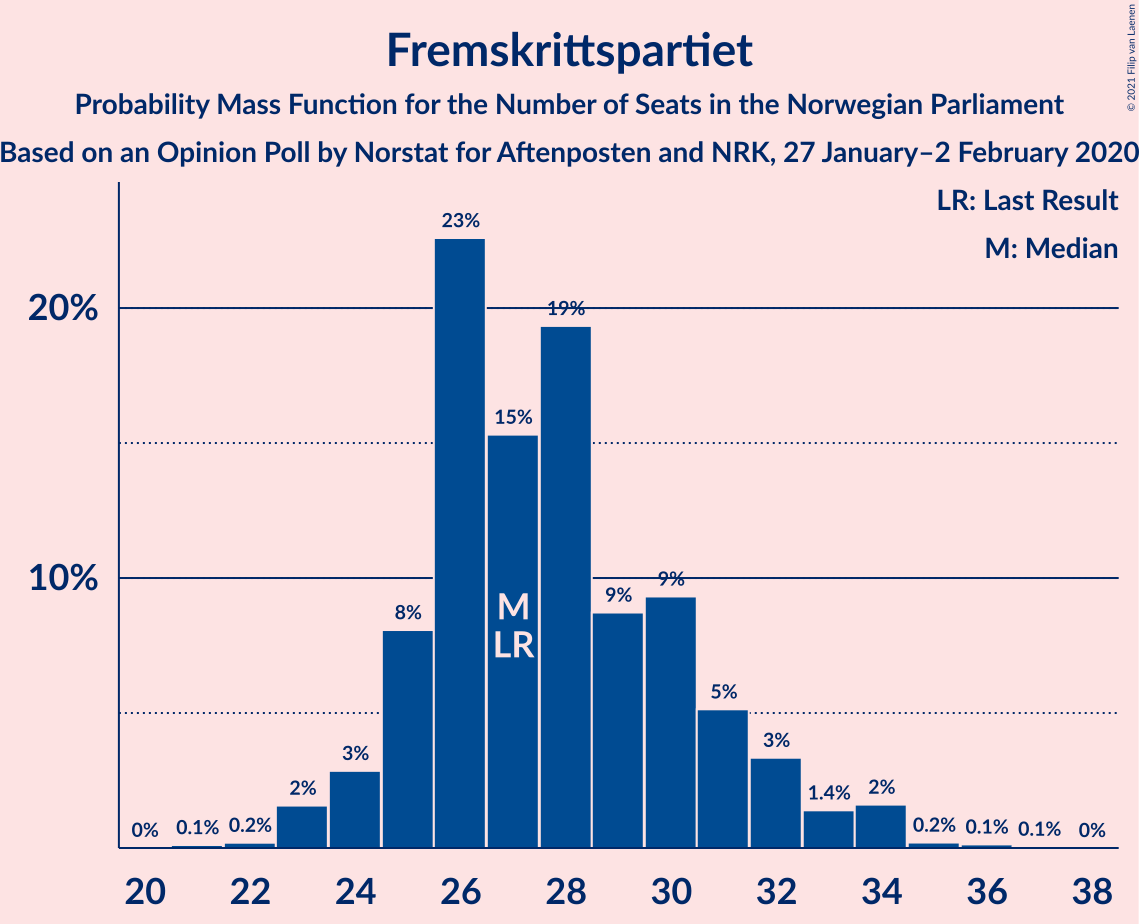 Fremskrittspartiet
Probability Mass Function for the Number of Seats in the Norwegian Parliament
Based on an Opinion Poll by Norstat for Aftenposten and NRK, 27 January–2 February 2020
© 2021 Filip van Laenen
LR: Last Result
M: Median
20%
10%
0%
0.1%
0.2%
2%
3%
8%
23%
15%
19%
9%
9%
5%
3%
1.4%
2%
0.2%
0.1%
0.1%
0%
M
LR
20 22 24 26 28 30 32 34 36 38